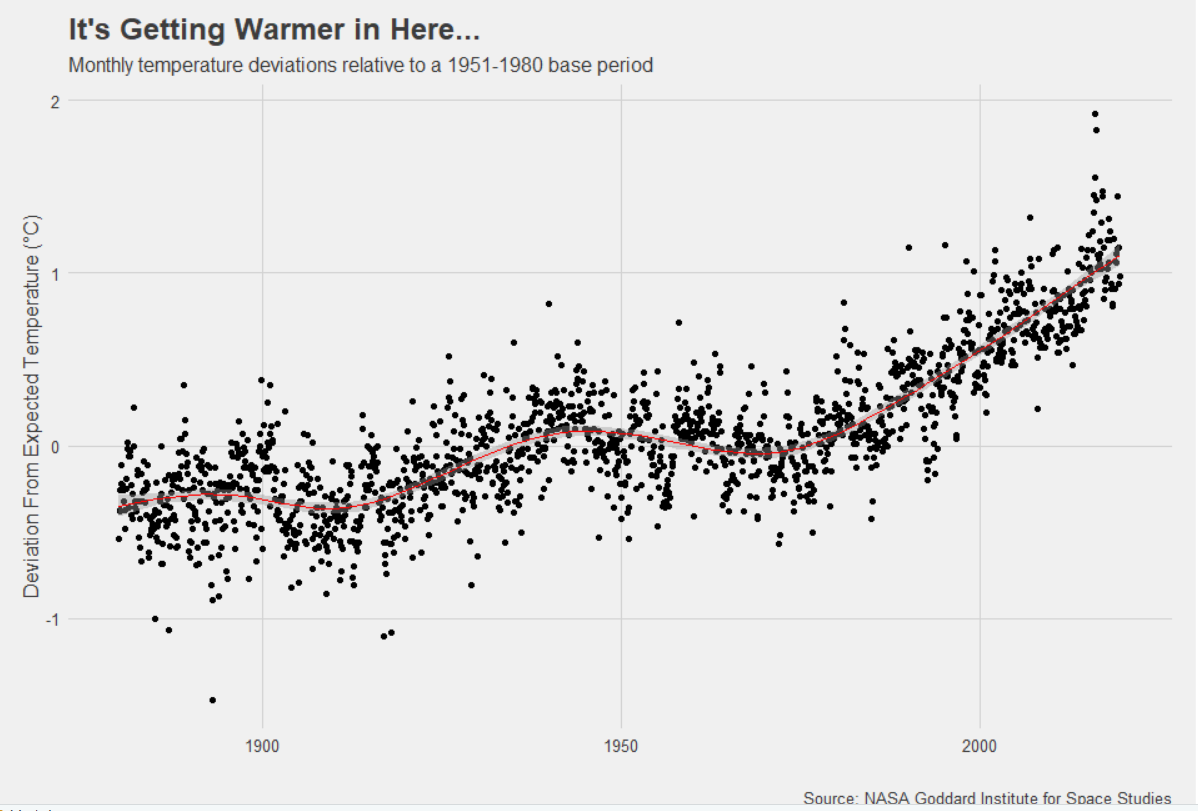 It's Getting Warmer in Here...
Monthly temperature deviations relative to a 1951-1980 base period
Deviation From Expected Temperature (°C)
2
1
0
-1
1900
1950
2000
Source: NASA Goddard Institute for Space Studies